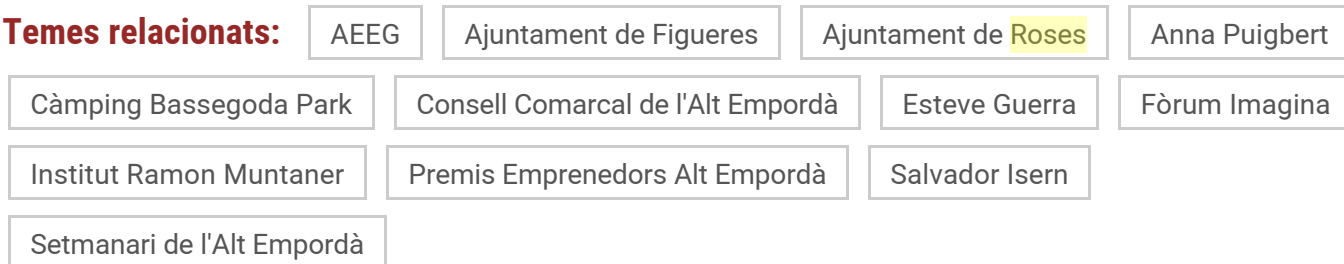 Temes relacionats: AEEG Ajuntament de Figueres Ajuntament de Roses Anna Puigbert
Càmping Bassegoda Park Consell Comarcal de l'Alt Empordà Esteve Guerra Fòrum Imagina
Institut Ramon Muntaner Premis Emprenedors Alt Empordà Salvador Isern
Setmanari de l'Alt Empordà